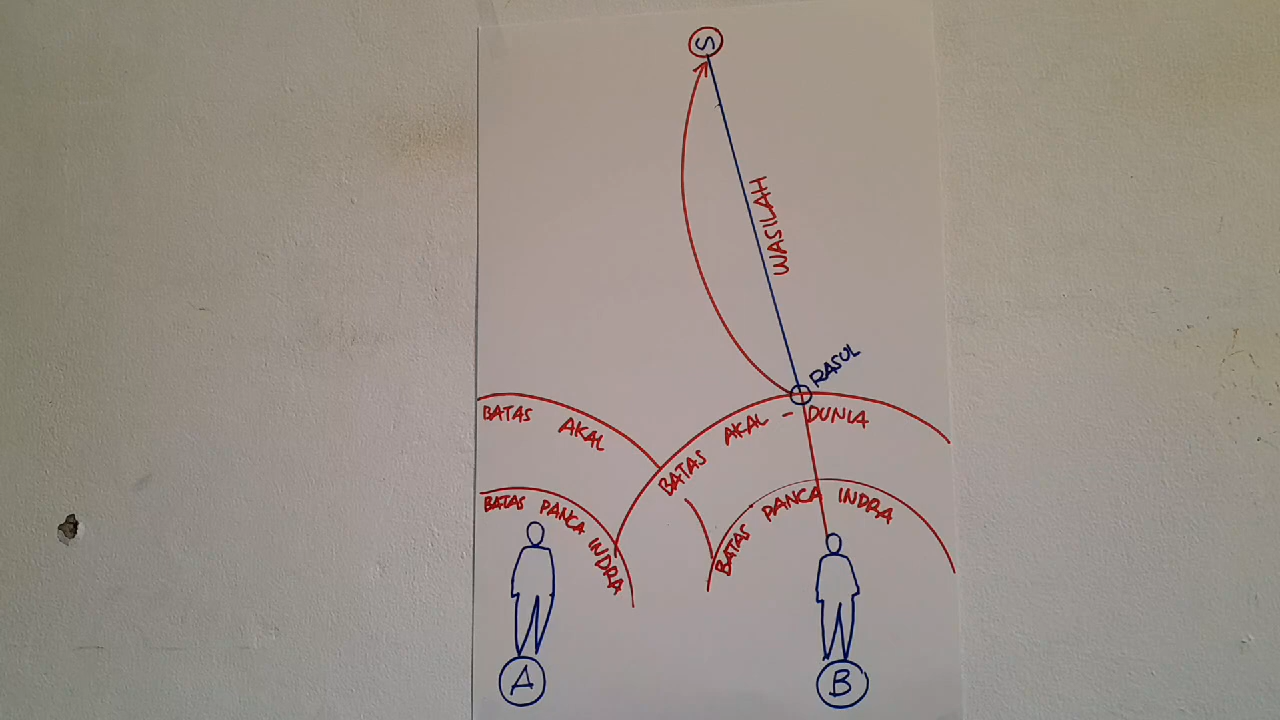 S
WASILAH
RASUL
BATAS AKAL
BATAS AKAL - DUNIA
BATAS PANCA INDRA
BATAS PANCA INDRA
A
B